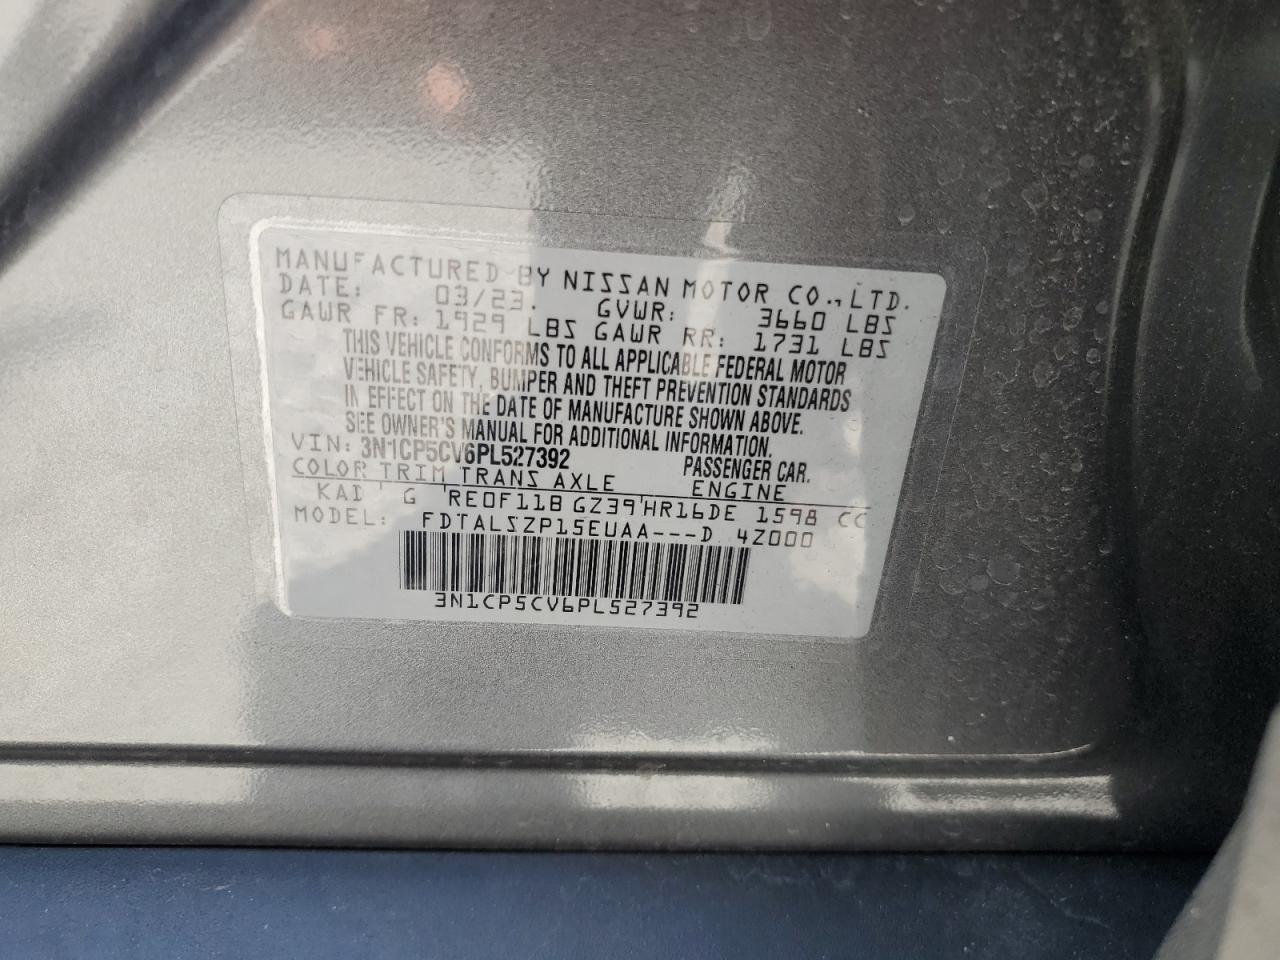 MANUFACTURED BY NISSAN MOTOR CO.,LTD.
DATE: 03/23. GVWR: 3660 LBS
GAWR FR: 1929 LBS GAWR RR: 1731 LBS
THIS VEHICLE CONFORMS TO ALL APPLICABLE FEDERAL MOTOR
VEHICLE SAFETY, BUMPER AND THEFT PREVENTION STANDARDS
IN EFFECT ON THE DATE OF MANUFACTURE SHOWN ABOVE.
SEE OWNER'S MANUAL FOR ADDITIONAL INFORMATION.
VIN: 3N1CP5CV6PL527392 PASSENGER CAR.
COLOR TRIM TRANS AXLE ENGINE
KAD G RE0F11B GZ39 HR16DE 1598 CC
MODEL: FDTALSZP15EUAA---D 4Z000
3N1CP5CV6PL527392